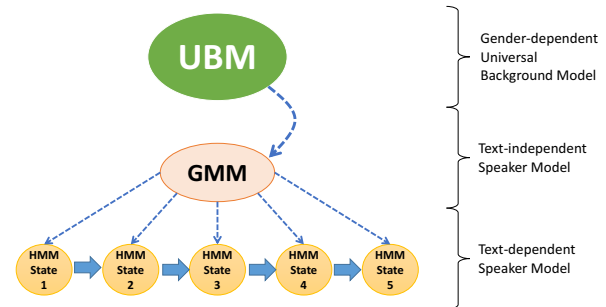 UBM
Gender-dependent
Universal
Background Model
GMM
Text-independent
Speaker Model
HMM
State
1
HMM
State
2
HMM
State
3
HMM
State
4
HMM
State
5
Text-dependent
Speaker Model